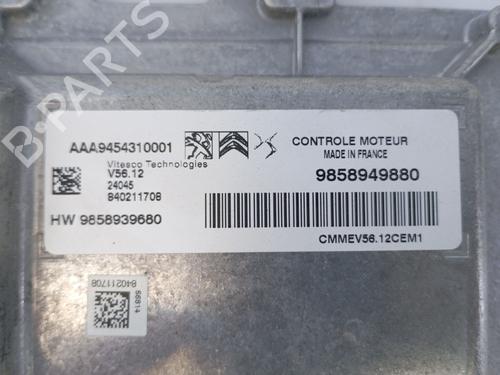 AAA9454310001
Vitesco Technologies
V56.12
24045
840211708
HW 9858939680
CONTROLE MOTEUR
MADE IN FRANCE
9858949880
CMMEV56.12CEM1
56814
840211708
B-PARTS